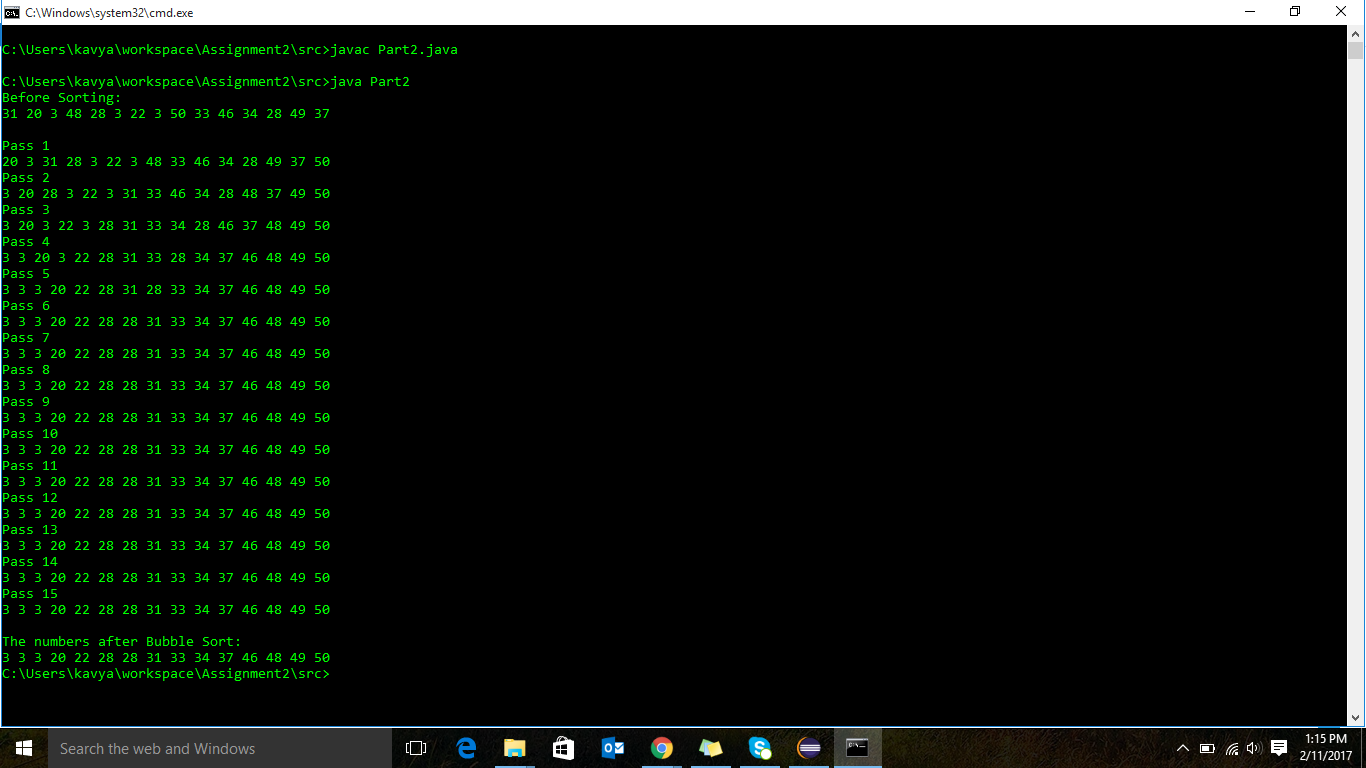 C:\Windows\system32\cmd.exe
C:\Users\kavya\workspace\Assignment2\src>javac Part2.java
C:\Users\kavya\workspace\Assignment2\src>java Part2
Before Sorting:
31 20 3 48 28 3 22 3 50 33 46 34 28 49 37
Pass 1
20 3 31 28 3 22 3 48 33 46 34 28 49 37 50
Pass 2
3 20 28 3 22 3 31 33 46 34 28 48 37 49 50
Pass 3
3 20 3 22 3 28 31 33 34 28 46 37 48 49 50
Pass 4
3 3 20 3 22 28 31 33 28 34 37 46 48 49 50
Pass 5
3 3 3 20 22 28 31 28 33 34 37 46 48 49 50
Pass 6
3 3 3 20 22 28 28 31 33 34 37 46 48 49 50
Pass 7
3 3 3 20 22 28 28 31 33 34 37 46 48 49 50
Pass 8
3 3 3 20 22 28 28 31 33 34 37 46 48 49 50
Pass 9
3 3 3 20 22 28 28 31 33 34 37 46 48 49 50
Pass 10
3 3 3 20 22 28 28 31 33 34 37 46 48 49 50
Pass 11
3 3 3 20 22 28 28 31 33 34 37 46 48 49 50
Pass 12
3 3 3 20 22 28 28 31 33 34 37 46 48 49 50
Pass 13
3 3 3 20 22 28 28 31 33 34 37 46 48 49 50
Pass 14
3 3 3 20 22 28 28 31 33 34 37 46 48 49 50
Pass 15
3 3 3 20 22 28 28 31 33 34 37 46 48 49 50
The numbers after Bubble Sort:
3 3 3 20 22 28 28 31 33 34 37 46 48 49 50
C:\Users\kavya\workspace\Assignment2\src>
Search the web and Windows
1:15 PM
2/11/2017